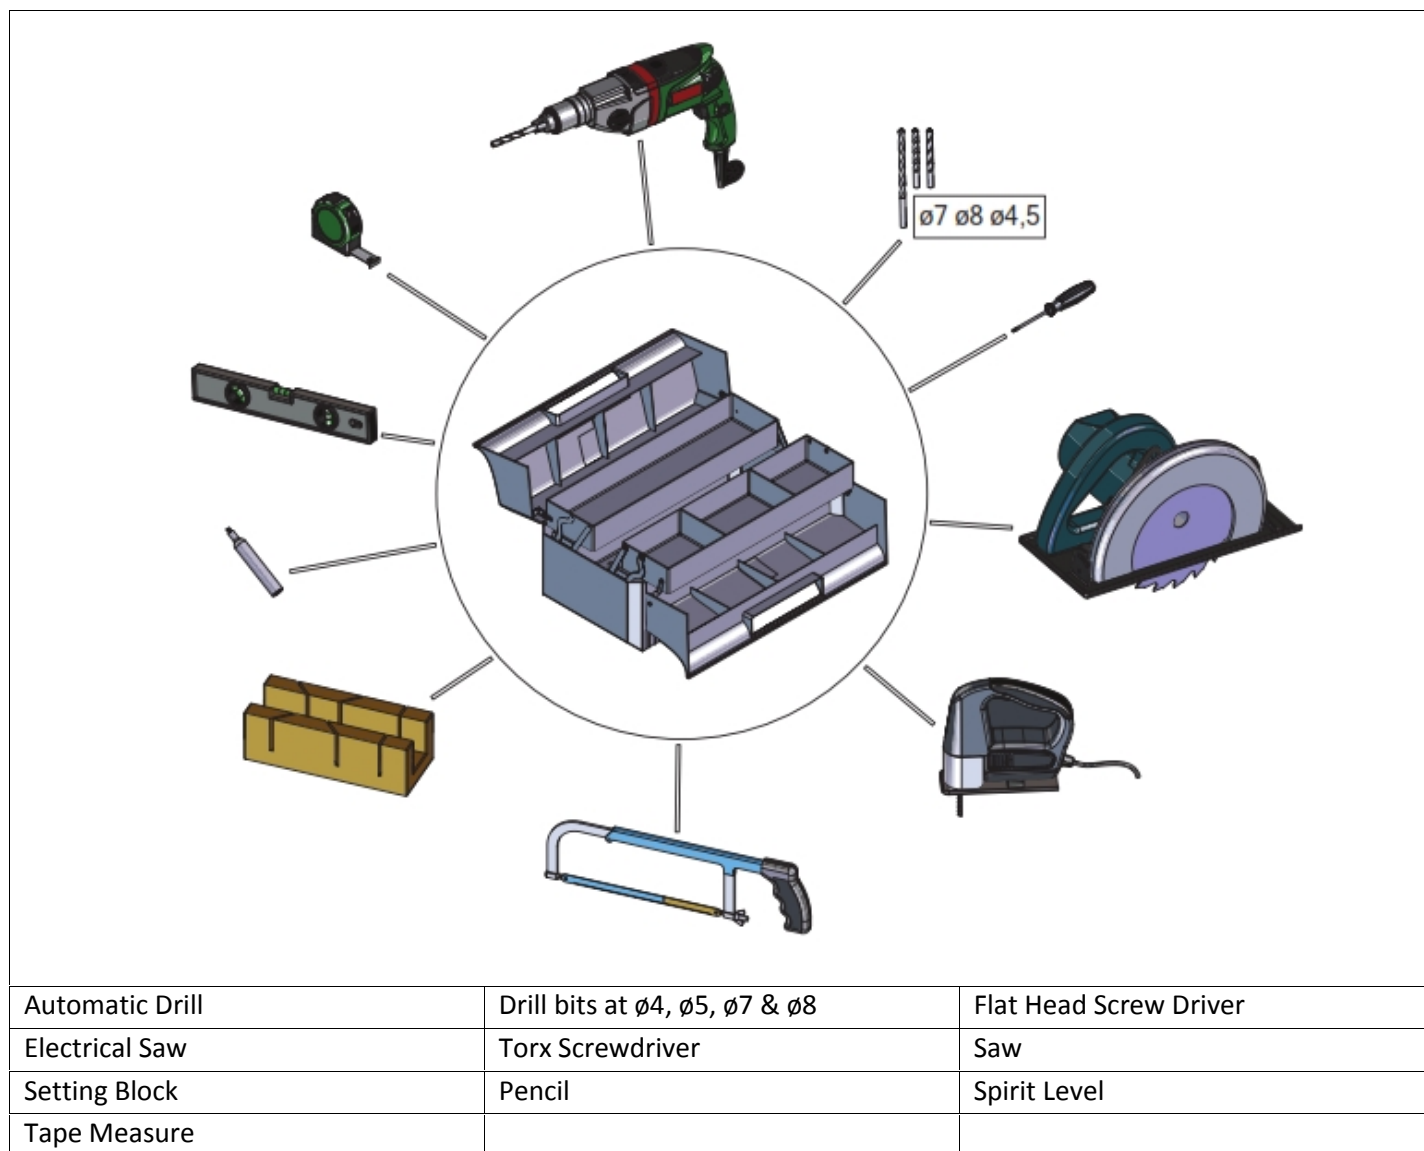 ø7 ø8 ø4,5
Automatic Drill Drill bits at ø4, ø5, ø7 & ø8 Flat Head Screw Driver
Electrical Saw Torx Screwdriver Saw
Setting Block Pencil Spirit Level
Tape Measure